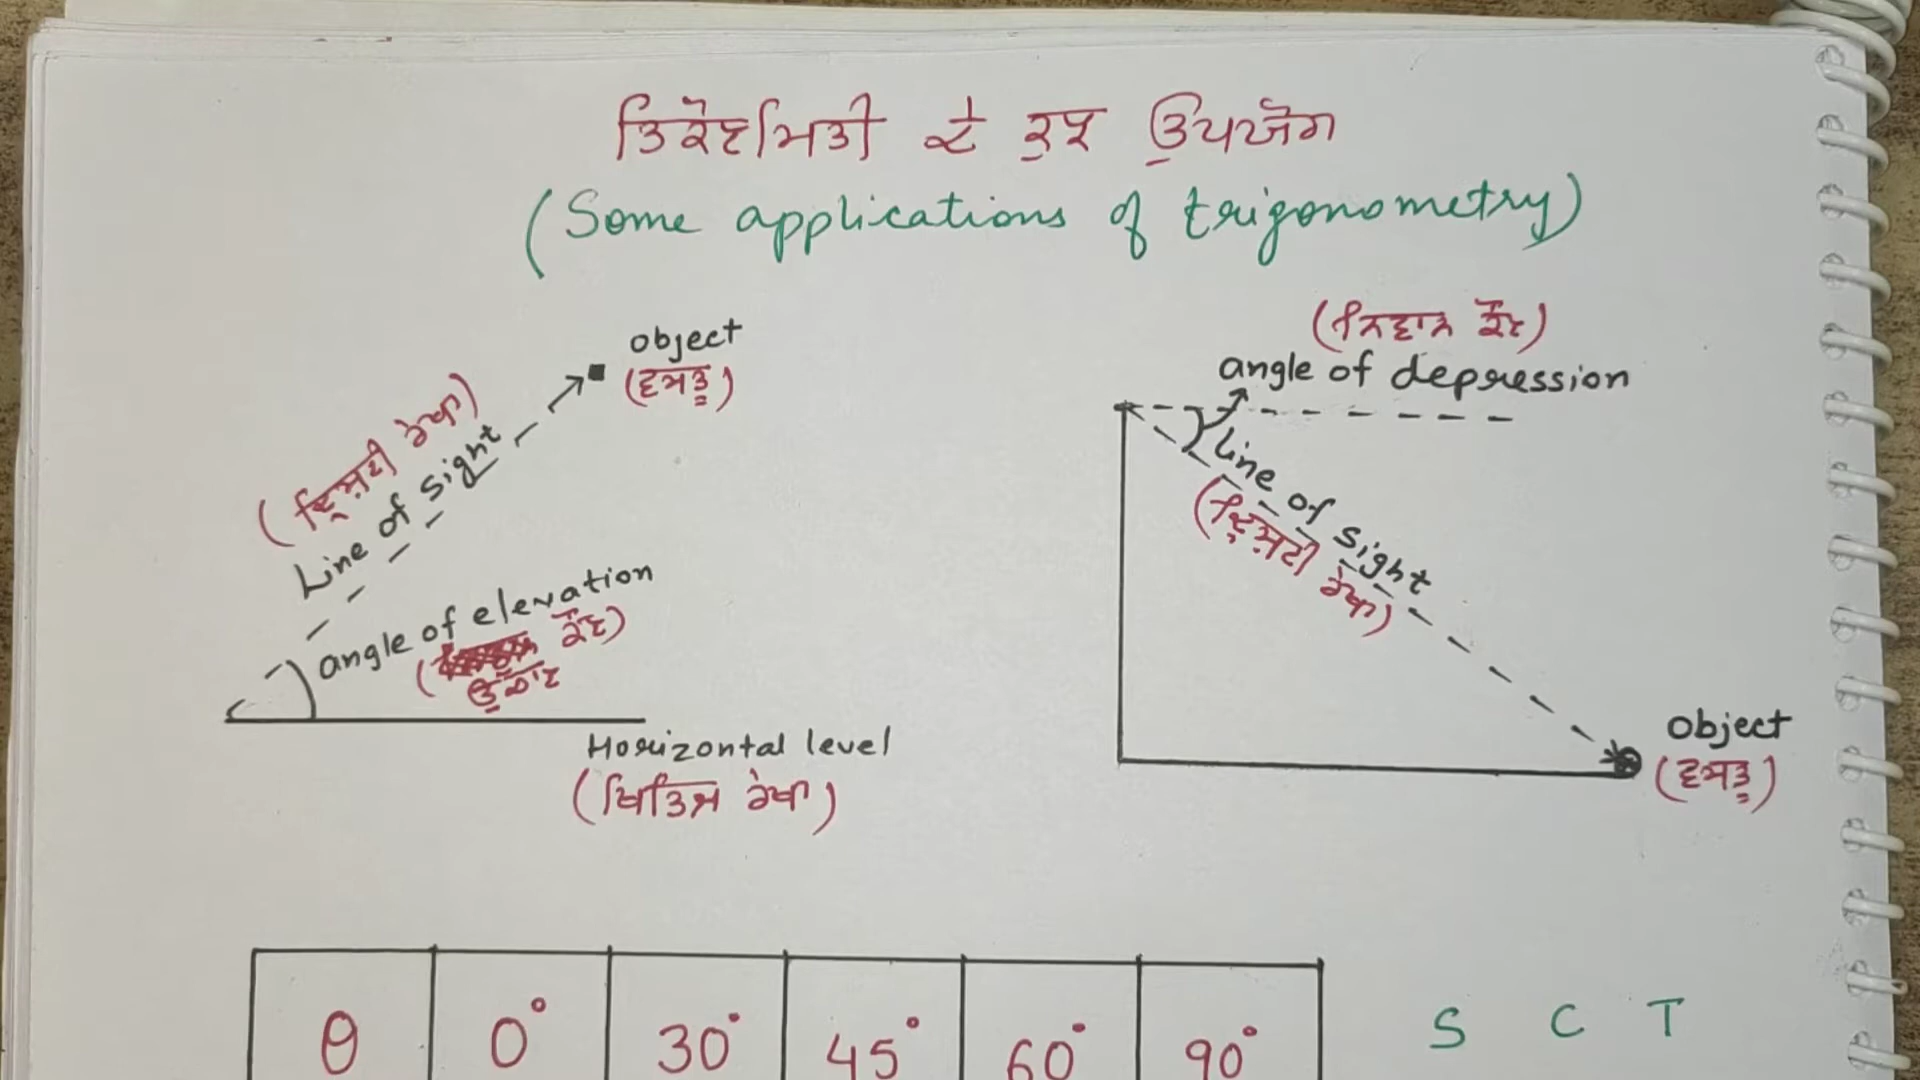 ਤਿਕੋਣਮਿਤੀ ਦੇ ਕੁਝ ਉਪਯੋਗ
(Some applications of trigonometry)
object
(ਵਸਤੂ)
(ਦ੍ਰਿਸ਼ਟੀ ਰੇਖਾ)
Line of sight
angle of elevation
(ਕੋਣ)
ਉਚਾਣ
Horizontal level
(ਖਿਤਿਜ ਰੇਖਾ)
(ਨਿਵਾਨ ਕੋਣ)
angle of depression
Line of sight
(ਦ੍ਰਿਸ਼ਟੀ ਰੇਖਾ)
object
(ਵਸਤੂ)
θ 0° 30° 45° 60° 90°
S C T